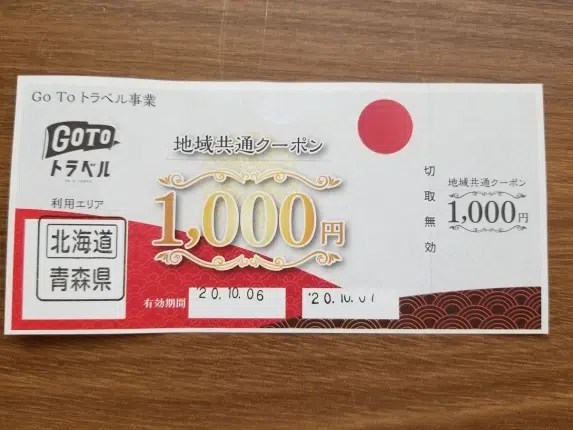 Go To トラベル事業
GOTO
トラベル
利用エリア
北海道
青森県
地域共通クーポン
1,000円
有効期間
'20.10.06
'20.10.07
切取無効
地域共通クーポン
1,000円